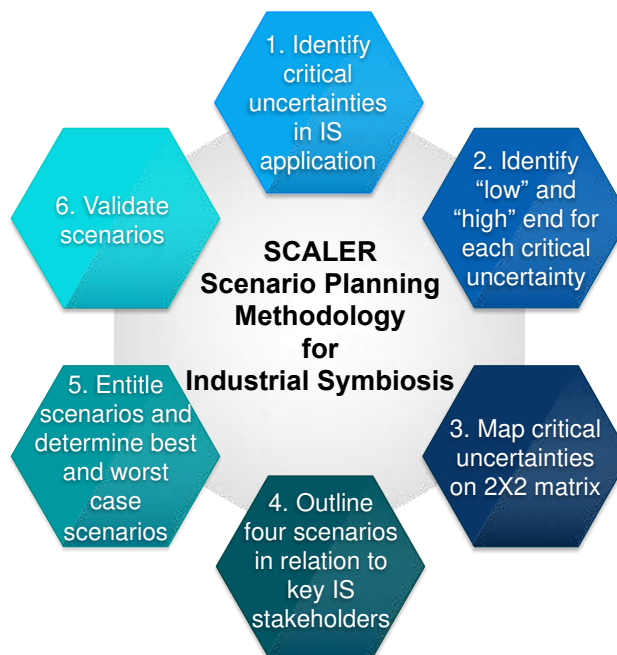 1. Identify
critical
uncertainties
in IS
application
2. Identify
“low” and
“high” end for
each critical
uncertainty
3. Map critical
uncertainties
on 2X2 matrix
4. Outline
four scenarios
in relation to
key IS
stakeholders
5. Entitle
scenarios and
determine best
and worst
case
scenarios
6. Validate
scenarios
SCALER
Scenario Planning
Methodology
for
Industrial Symbiosis